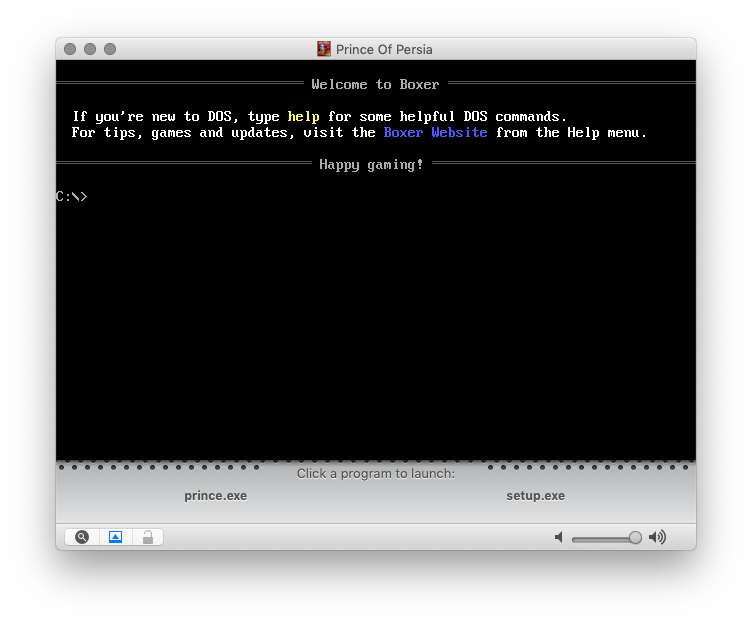 Prince Of Persia
Welcome to Boxer
If you're new to DOS, type help for some helpful DOS commands.
For tips, games and updates, visit the Boxer Website from the Help menu.
Happy gaming!
C:\>
Click a program to launch:
prince.exe setup.exe